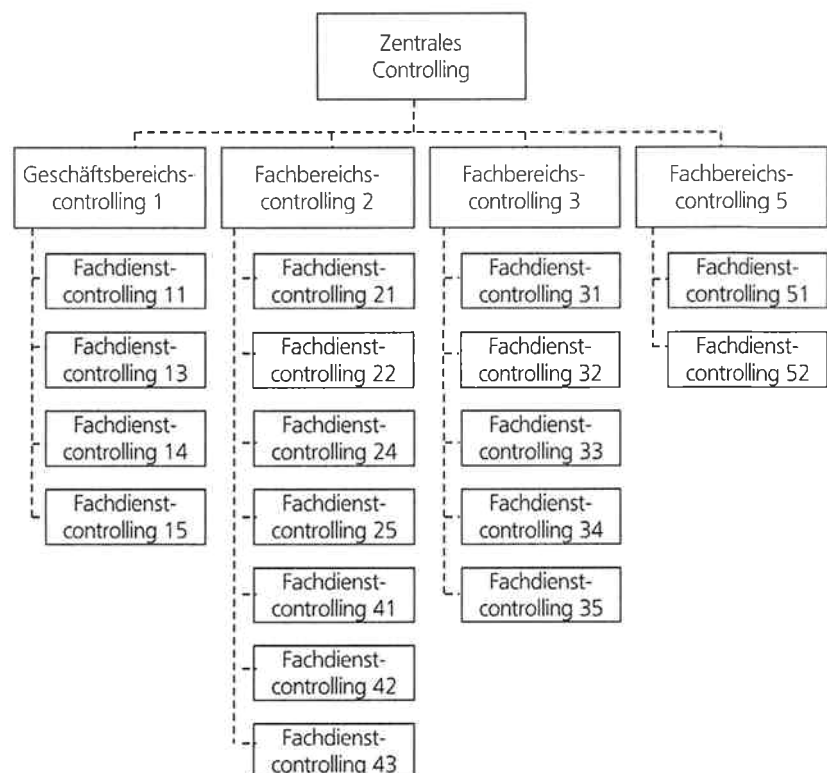 Zentrales
Controlling
Geschäftsbereichs-
controlling 1
Fachbereichs-
controlling 2
Fachbereichs-
controlling 3
Fachbereichs-
controlling 5
Fachdienst-
controlling 11
Fachdienst-
controlling 13
Fachdienst-
controlling 14
Fachdienst-
controlling 15
Fachdienst-
controlling 21
Fachdienst-
controlling 22
Fachdienst-
controlling 24
Fachdienst-
controlling 25
Fachdienst-
controlling 41
Fachdienst-
controlling 42
Fachdienst-
controlling 43
Fachdienst-
controlling 31
Fachdienst-
controlling 32
Fachdienst-
controlling 33
Fachdienst-
controlling 34
Fachdienst-
controlling 35
Fachdienst-
controlling 51
Fachdienst-
controlling 52